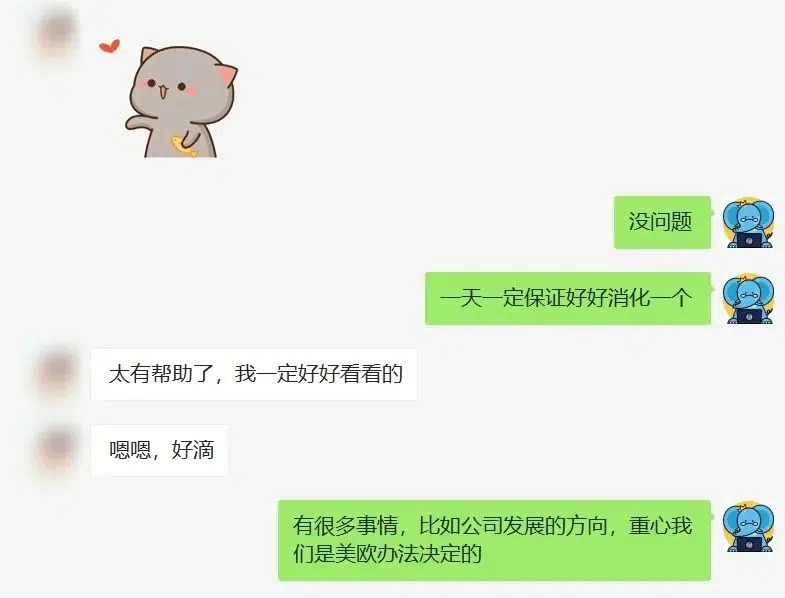 没问题
一天一定保证好好消化一个
太有帮助了，我一定好好看看的
嗯嗯，好滴
有很多事情，比如公司发展的方向，重心我
们是美欧办法决定的